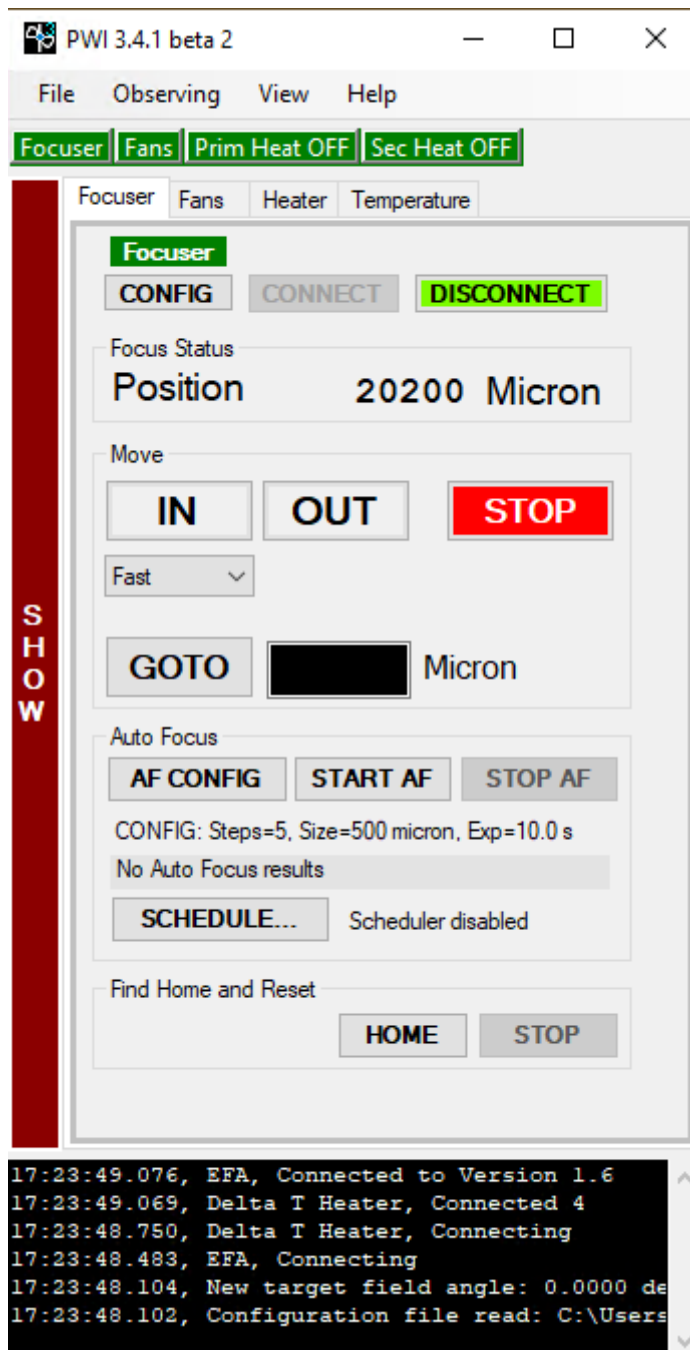 PWI 3.4.1 beta 2
File Observing View Help
Focuser Fans Prim Heat OFF Sec Heat OFF
Focuser Fans Heater Temperature
Focuser
CONFIG CONNECT DISCONNECT
Focus Status
Position 20200 Micron
Move
IN OUT STOP
Fast
SHOW
GOTO Micron
Auto Focus
AF CONFIG START AF STOP AF
CONFIG: Steps=5, Size=500 micron, Exp=10.0 s
No Auto Focus results
SCHEDULE... Scheduler disabled
Find Home and Reset
HOME STOP
17:23:49.076, EFA, Connected to Version 1.6
17:23:49.069, Delta T Heater, Connected 4
17:23:48.750, Delta T Heater, Connecting
17:23:48.483, EFA, Connecting
17:23:48.104, New target field angle: 0.0000 de
17:23:48.102, Configuration file read: C:\Users